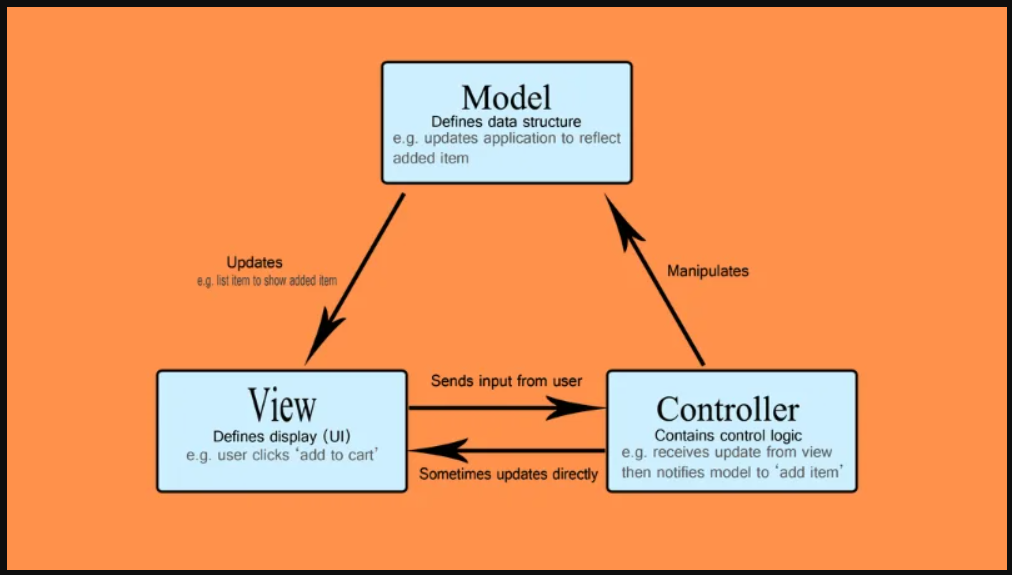 Model
Defines data structure
e.g. updates application to reflect
added item
Updates
e.g. list item to show added item
Manipulates
View
Defines display (UI)
e.g. user clicks ‘add to cart’
Sends input from user
Sometimes updates directly
Controller
Contains control logic
e.g. receives update from view
then notifies model to ‘add item’